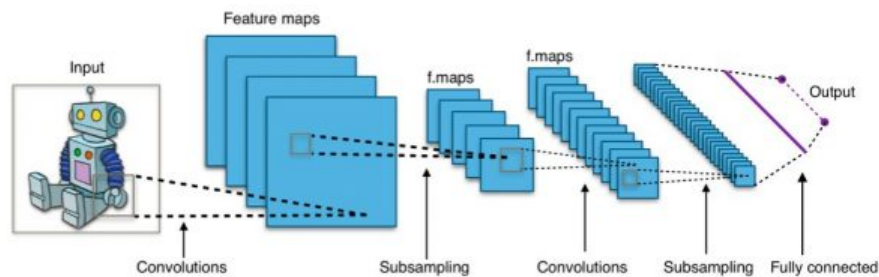 Feature maps
Input
f.maps
f.maps
Output
Convolutions
Subsampling
Convolutions
Subsampling
Fully connected